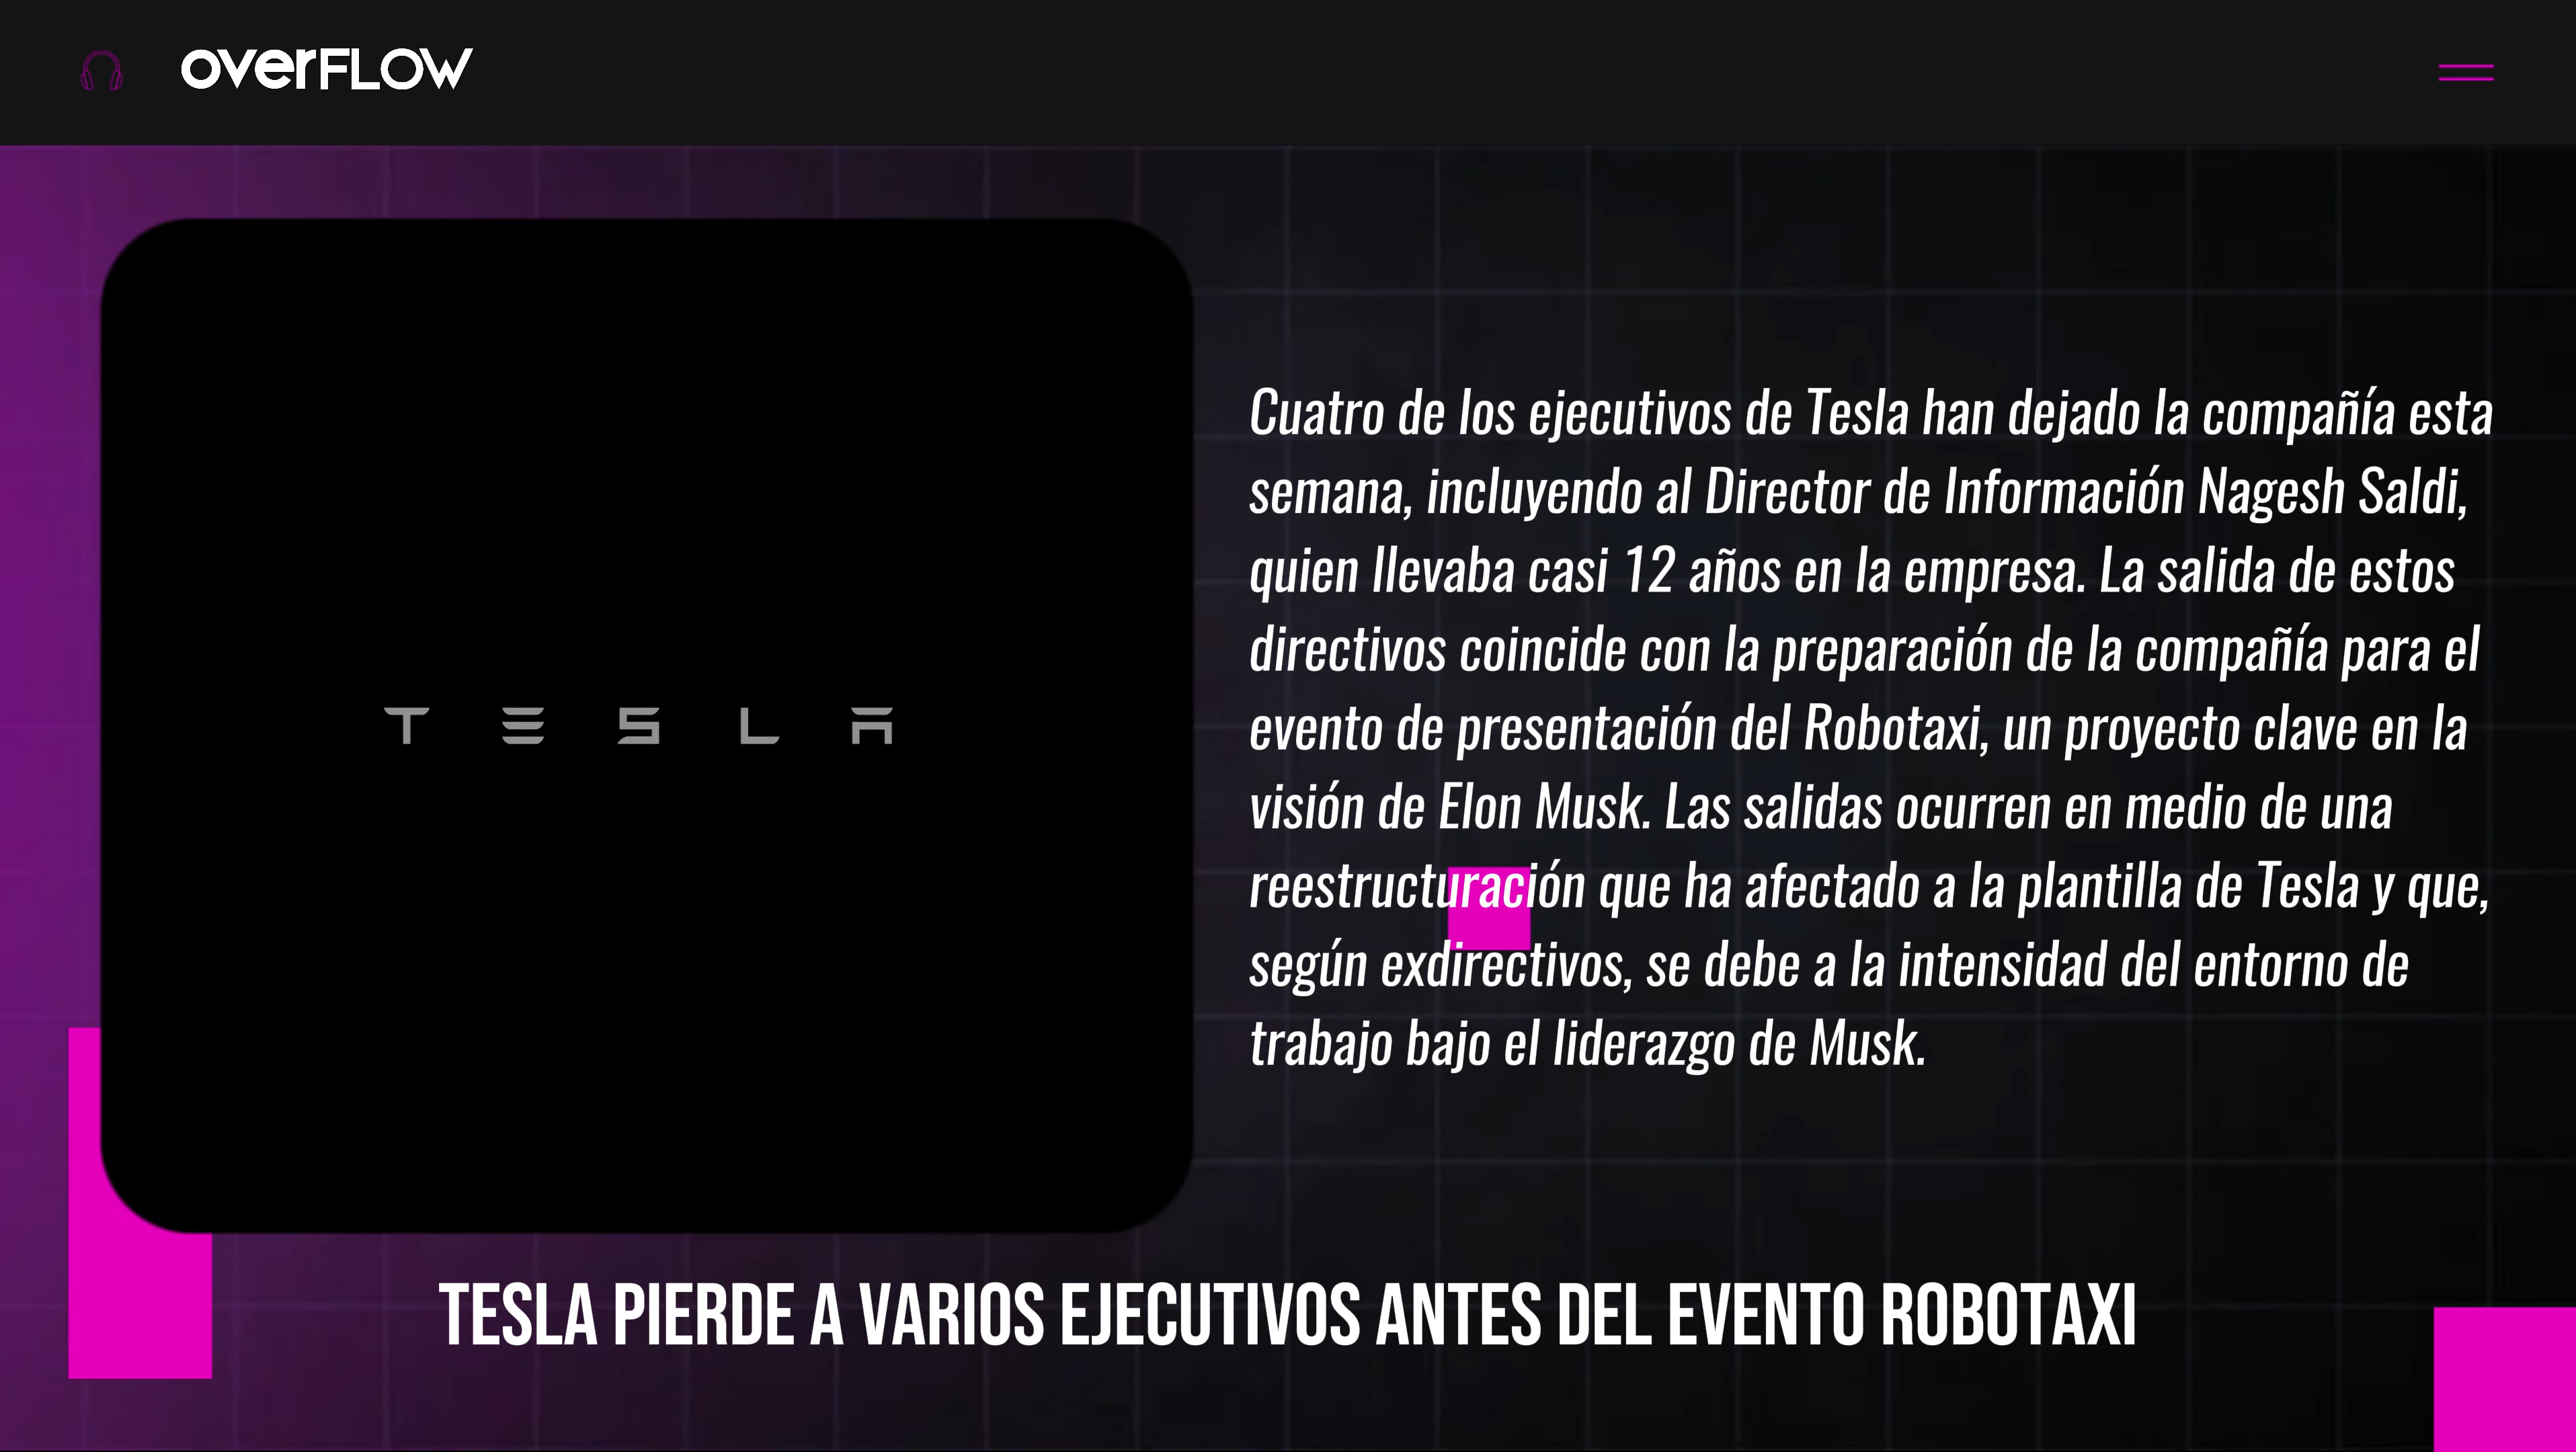 overFLOW
TESLA
Cuatro de los ejecutivos de Tesla han dejado la compañía esta
semana, incluyendo al Director de Información Nagesh Saldi,
quien llevaba casi 12 años en la empresa. La salida de estos
directivos coincide con la preparación de la compañía para el
evento de presentación del Robotaxi, un proyecto clave en la
visión de Elon Musk. Las salidas ocurren en medio de una
reestructuración que ha afectado a la plantilla de Tesla y que,
según exdirectivos, se debe a la intensidad del entorno de
trabajo bajo el liderazgo de Musk.
TESLA PIERDE A VARIOS EJECUTIVOS ANTES DEL EVENTO ROBOTAXI